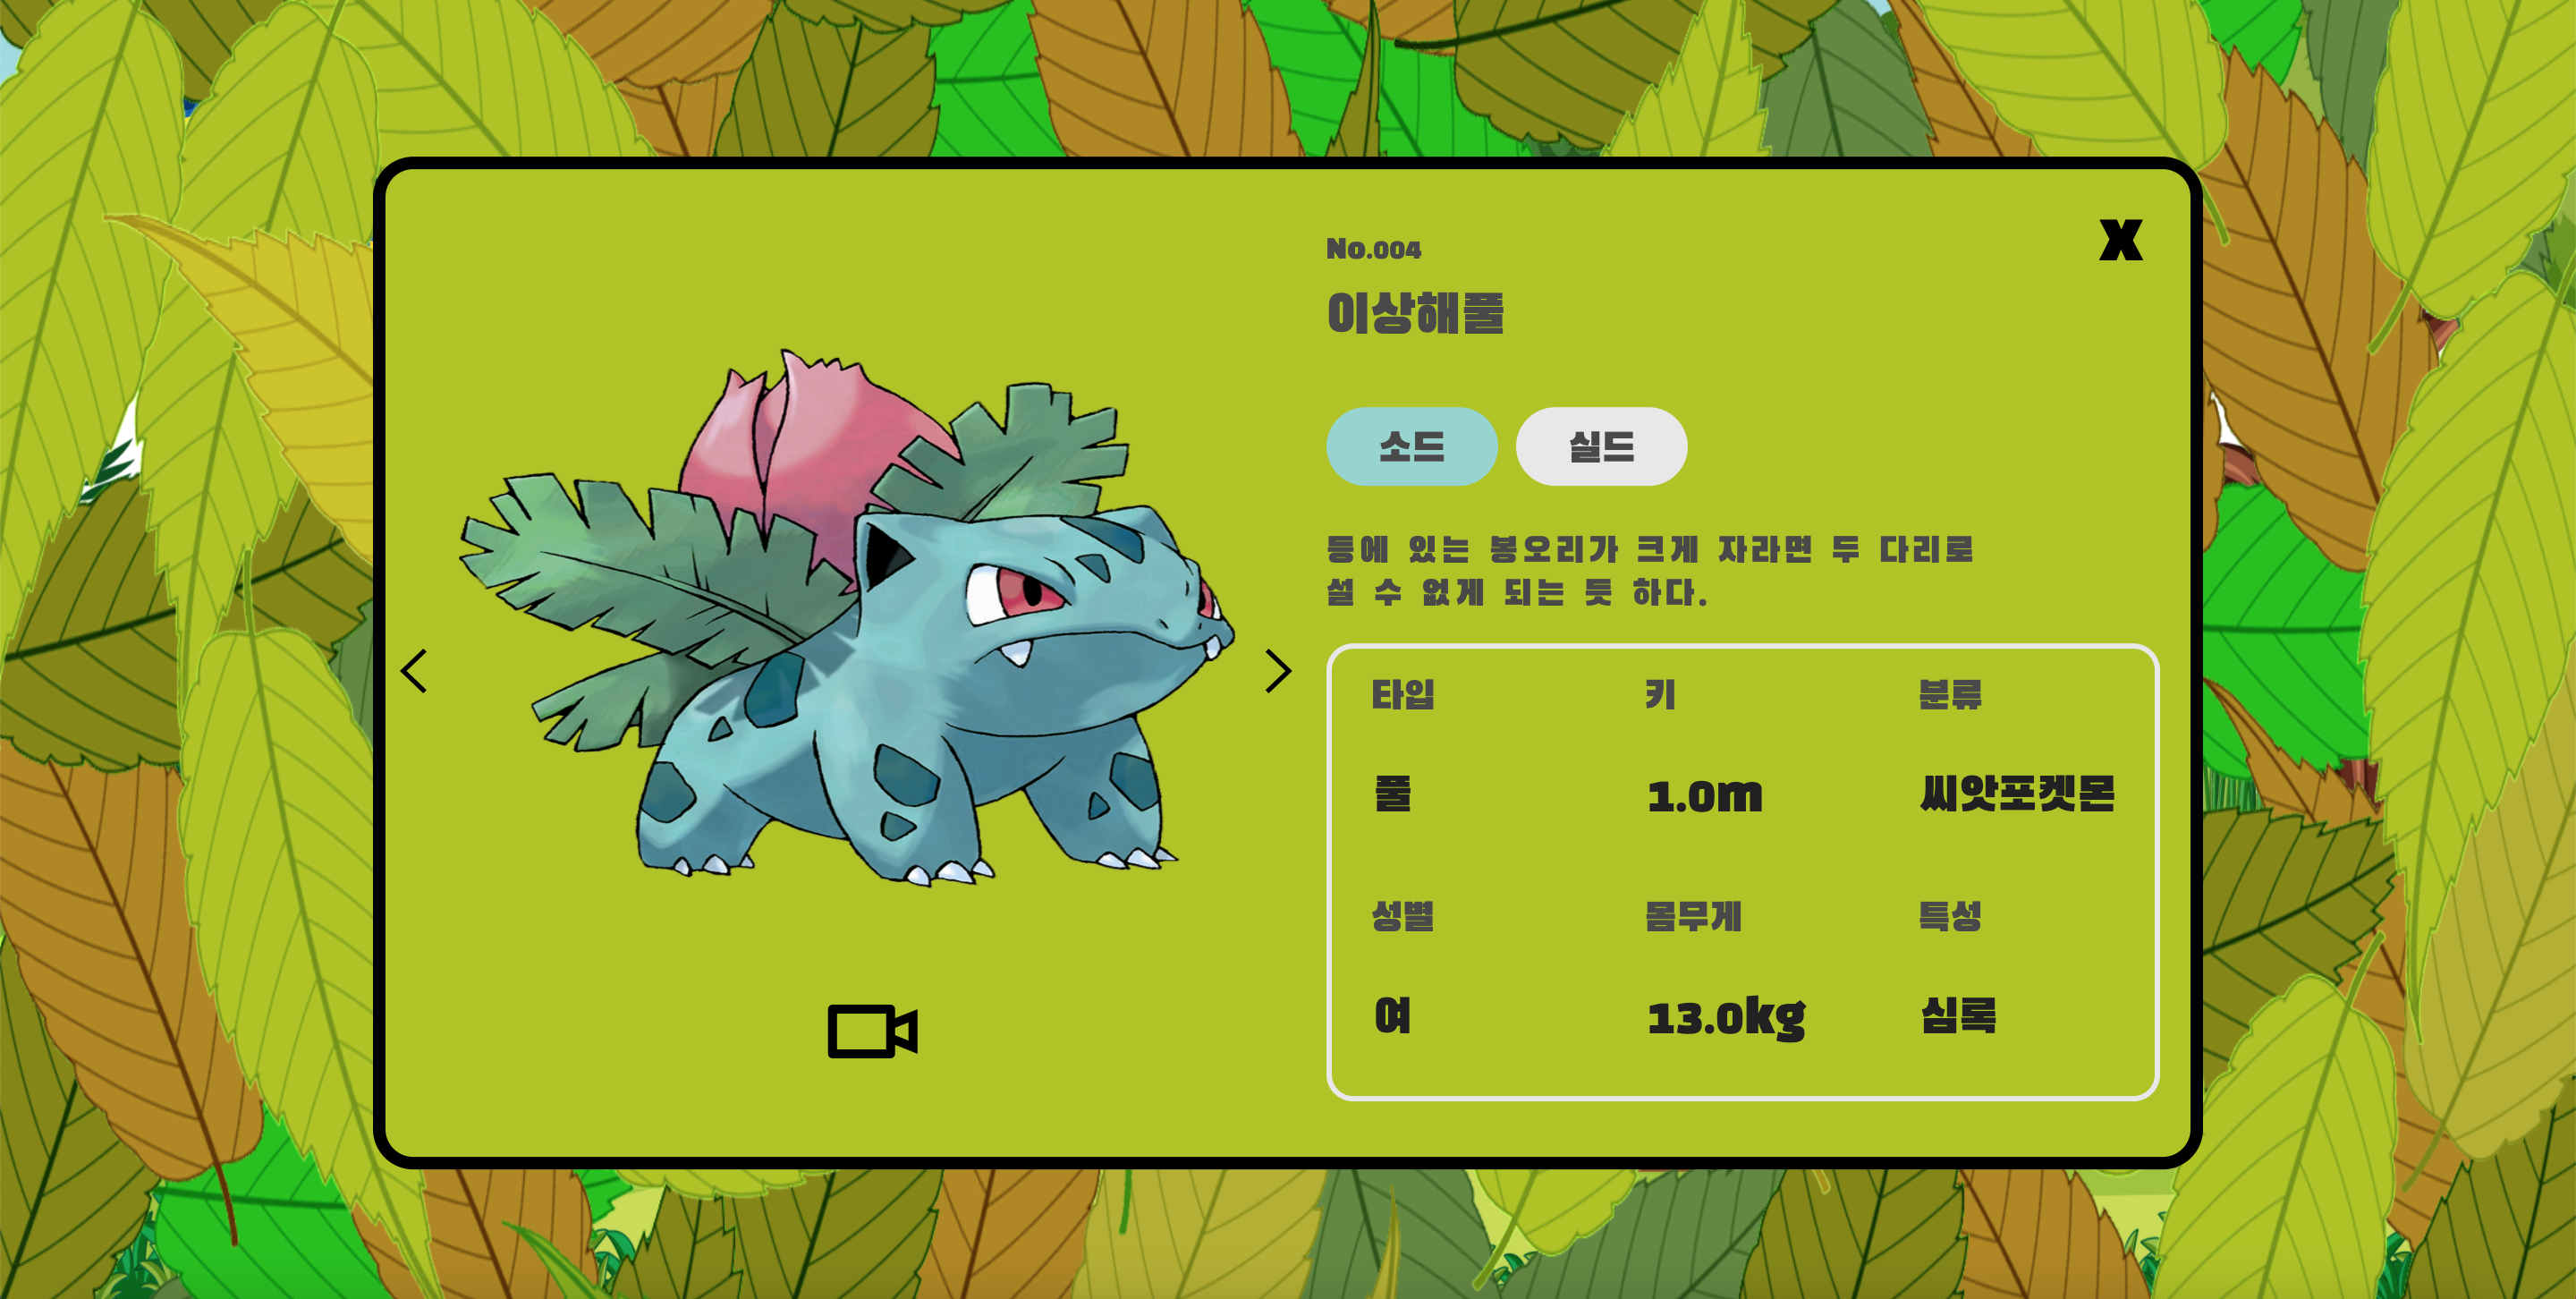 X
No.004
이상해풀
소드 실드
등에 있는 봉오리가 크게 자라면 두 다리로
설 수 없게 되는 듯 하다.
타입 키 분류
풀 1.0m 씨앗포켓몬
성별 몸무게 특성
여 13.0kg 심록